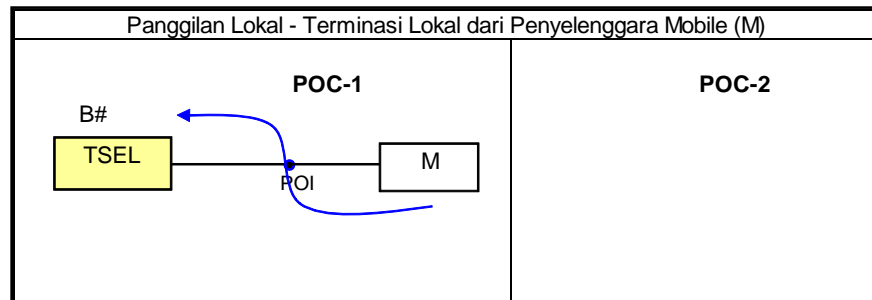 Panggilan Lokal - Terminasi Lokal dari Penyelenggara Mobile (M)
POC-1
POC-2
B#
TSEL
M
POI